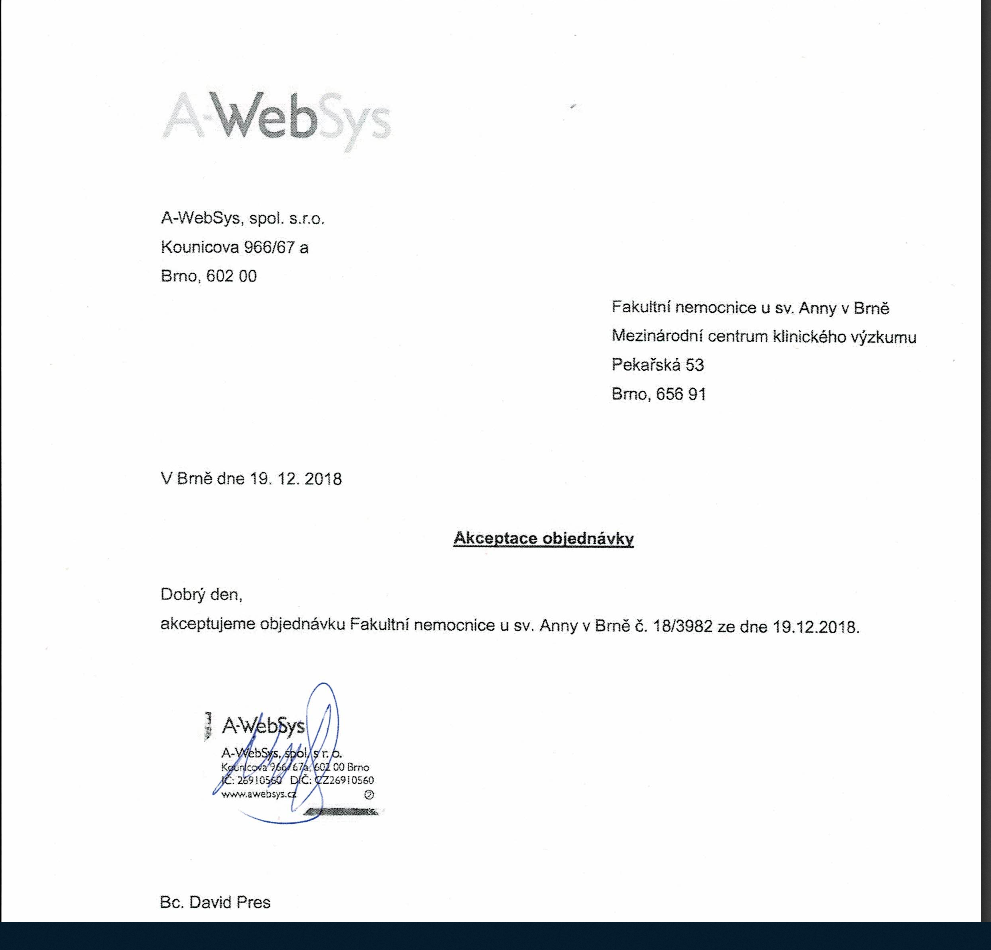 A-WebSys
A-WebSys, spol. s.r.o.
Kounicova 966/67 a
Brno, 602 00
Fakultní nemocnice u sv. Anny v Brně
Mezinárodní centrum klinického výzkumu
Pekařská 53
Brno, 656 91
V Brně dne 19. 12. 2018
Akceptace objednávky
Dobrý den,
akceptujeme objednávku Fakultní nemocnice u sv. Anny v Brně č. 18/3982 ze dne 19.12.2018.
A-WebSys
A-WebSys, spol. s r. o.
Kounicova 966/67a, 602 00 Brno
IČ: 26910560 DIČ: CZ26910560
www.awebsys.cz
②
Bc. David Pres